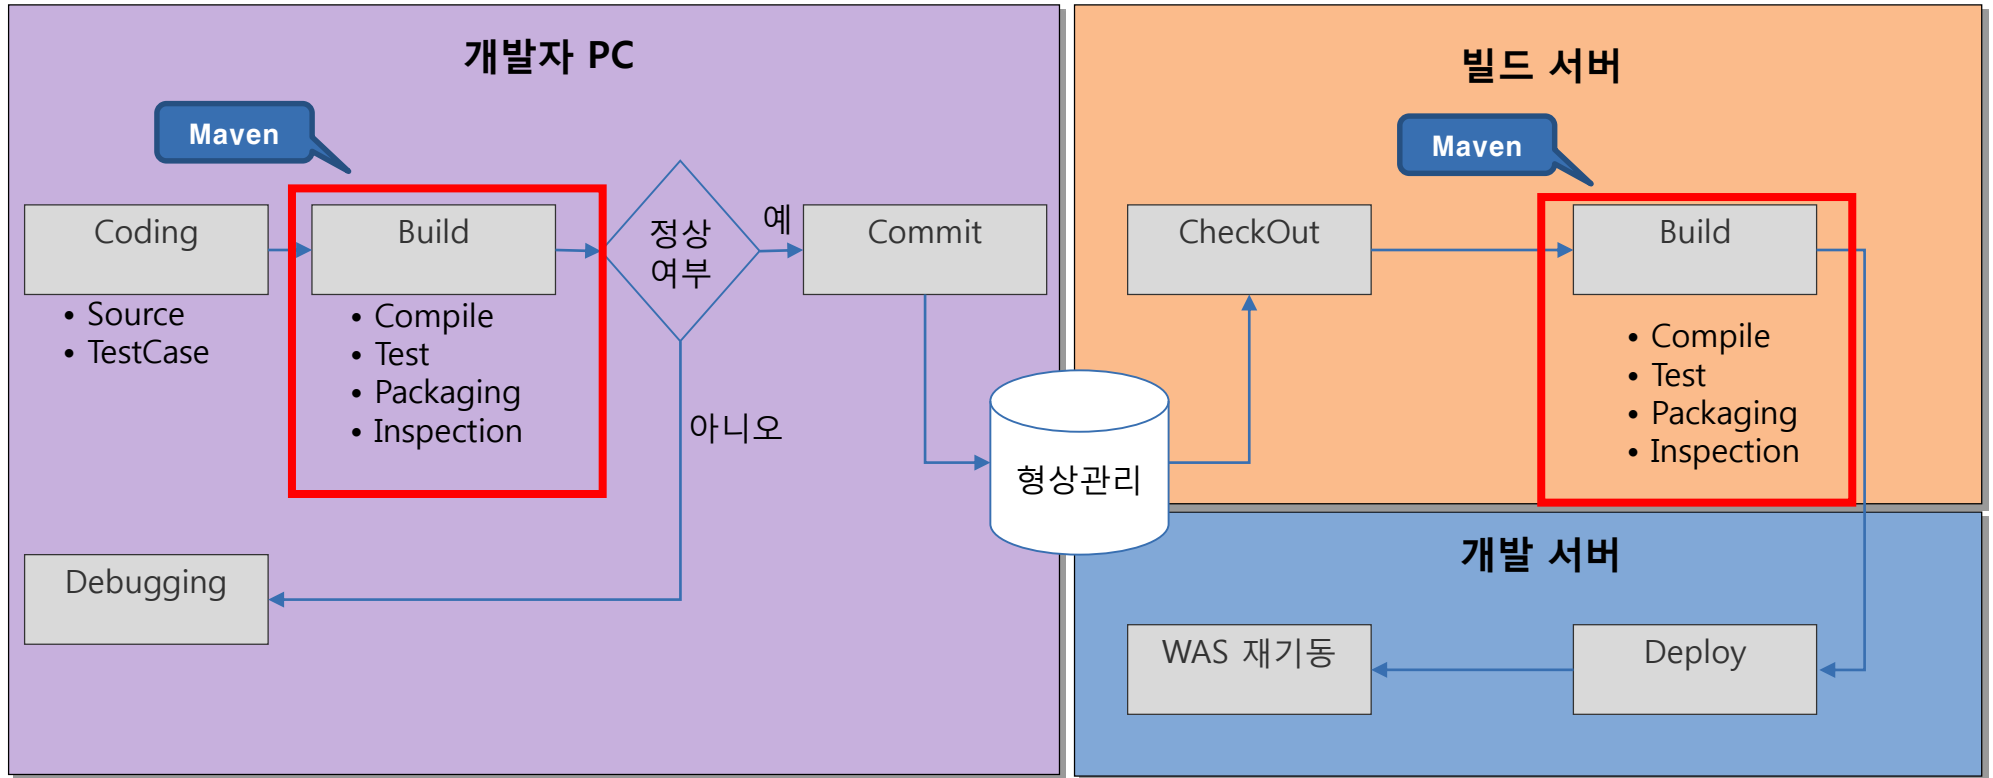 개발자 PC
Maven
Coding
• Source
• TestCase
Build
• Compile
• Test
• Packaging
• Inspection
정상
여부
예
아니오
Commit
Debugging
형상관리
빌드 서버
Maven
CheckOut
Build
• Compile
• Test
• Packaging
• Inspection
개발 서버
WAS 재기동
Deploy